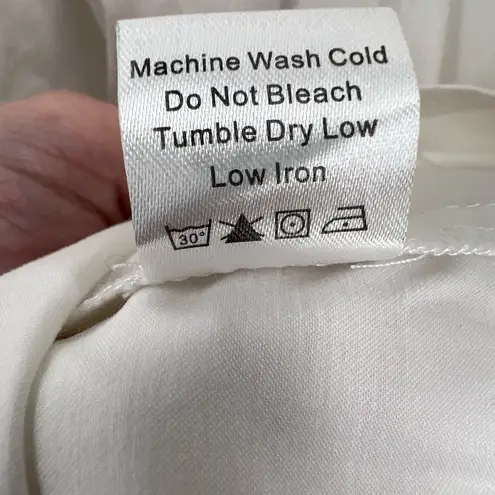 Machine Wash Cold
Do Not Bleach
Tumble Dry Low
Low Iron
30°